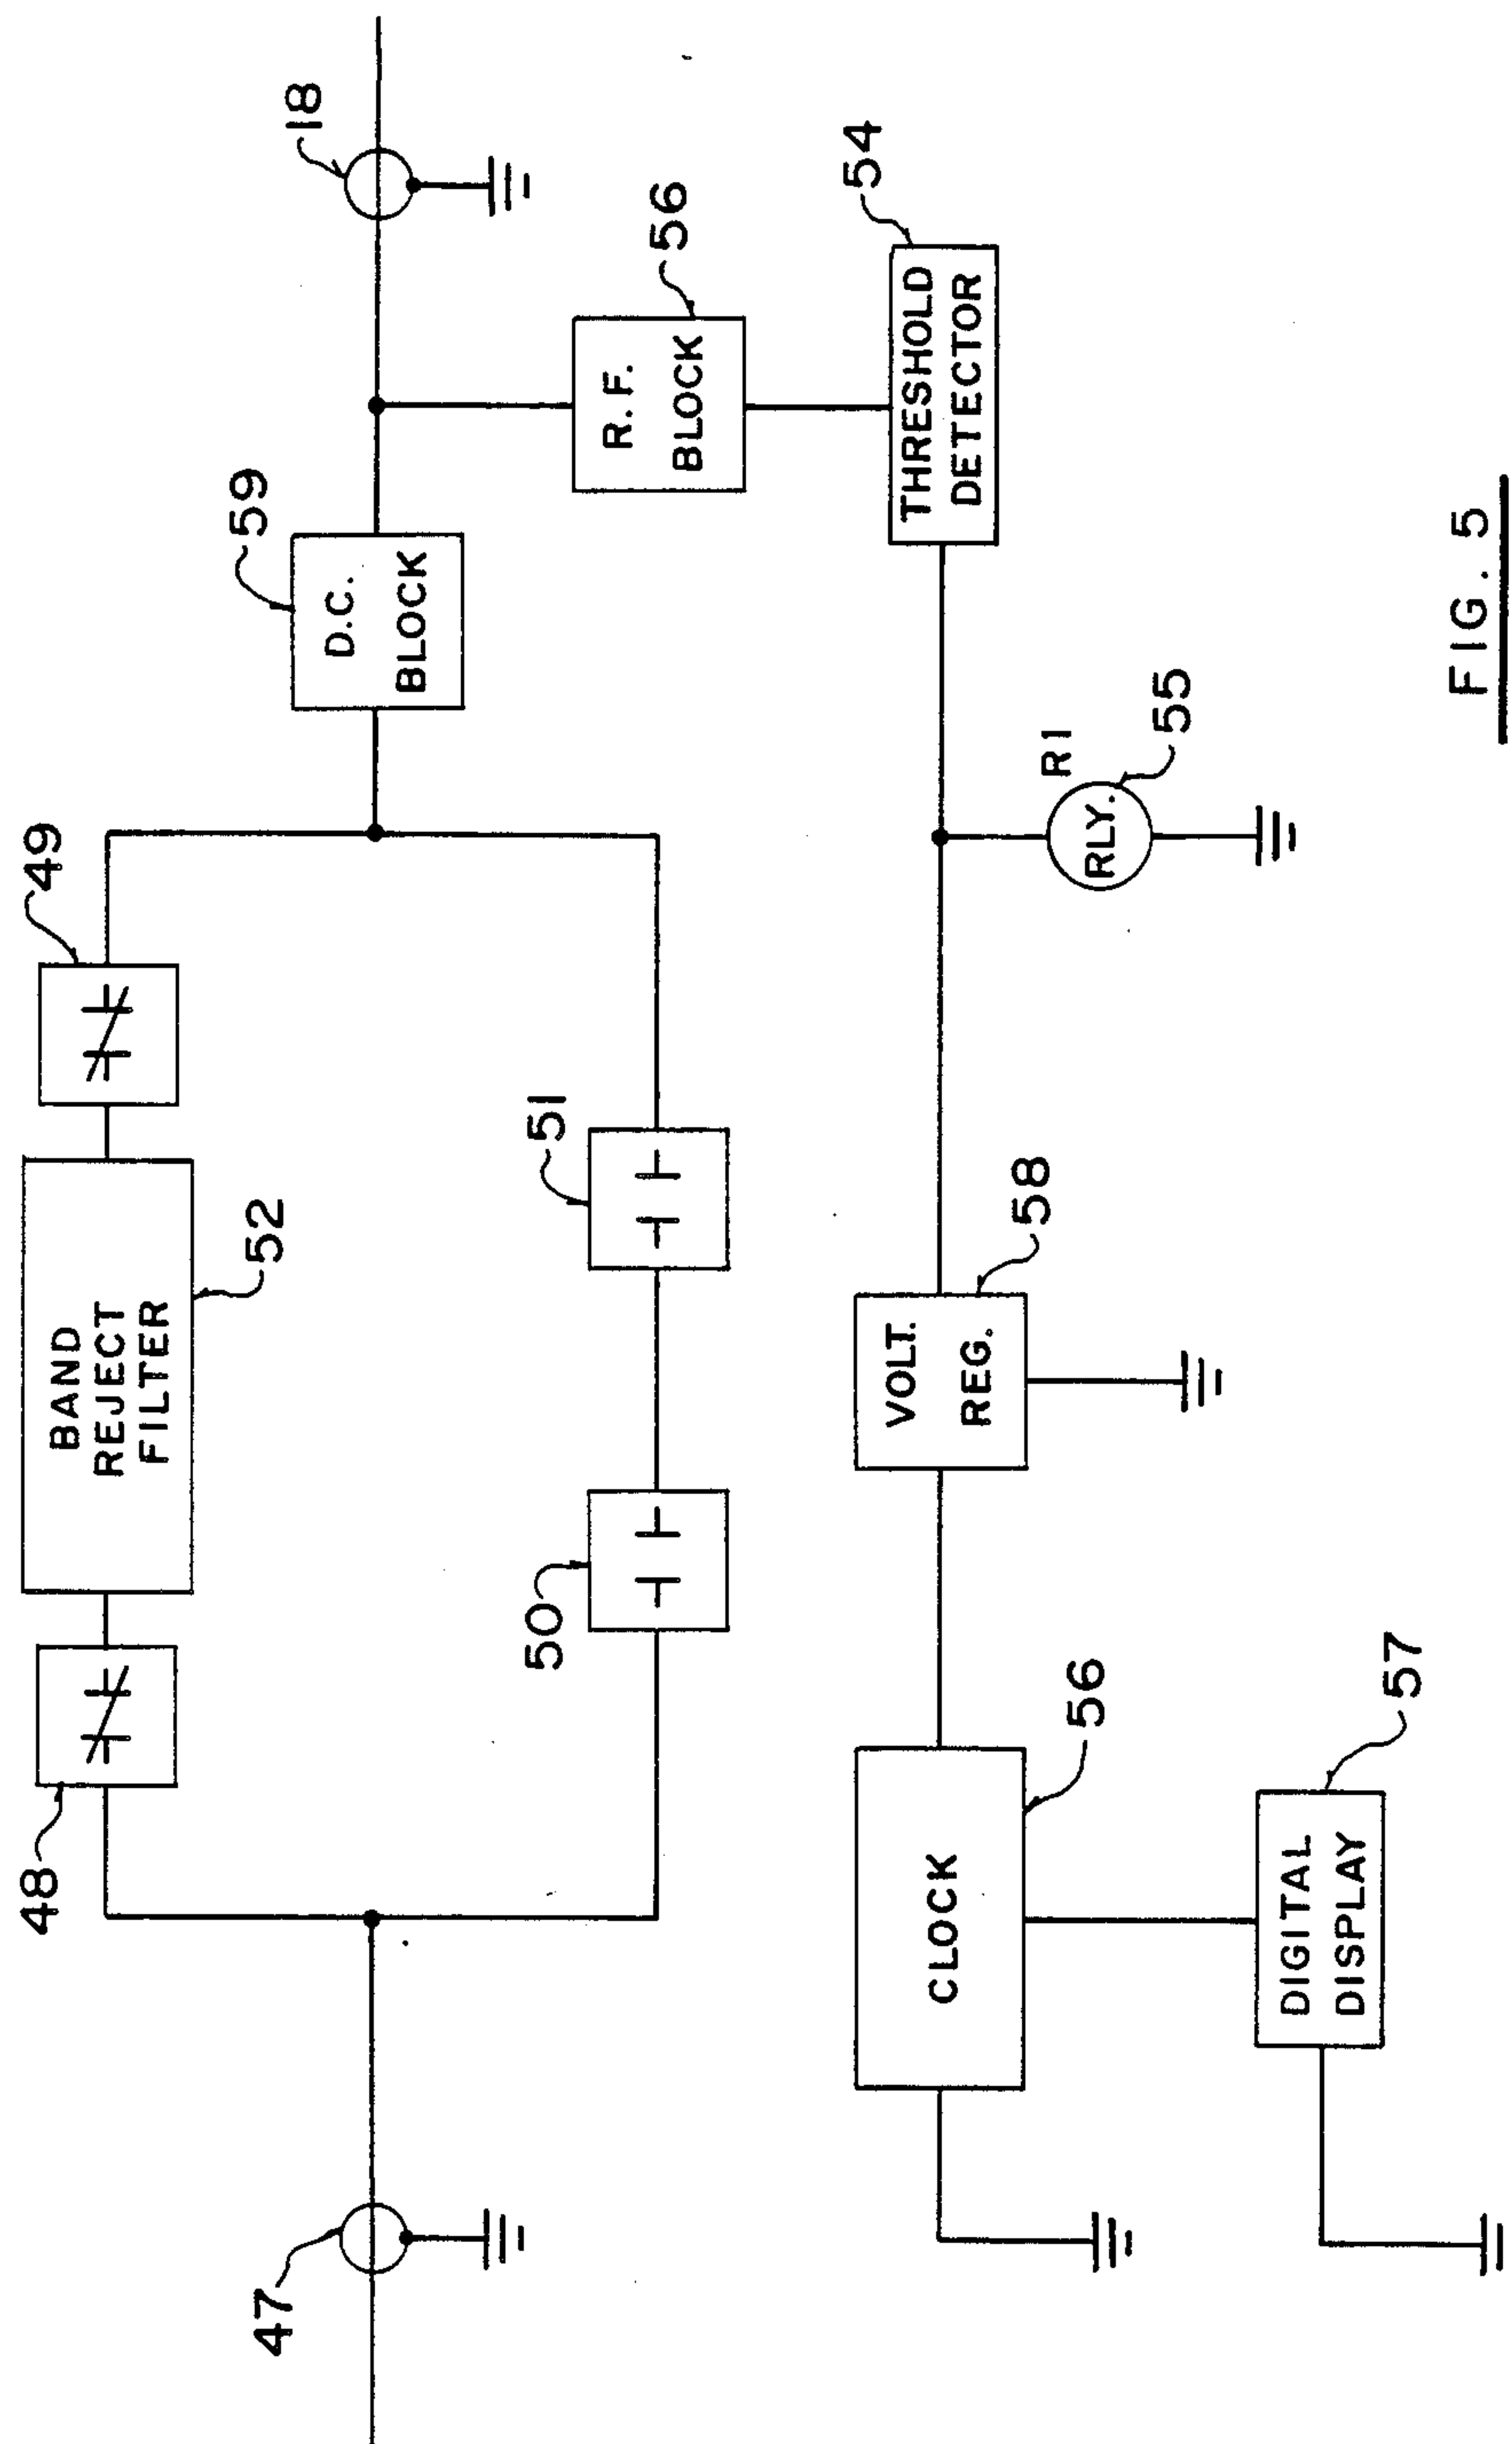 48
BAND
REJECT
FILTER
52
49
47
50
51
D.C.
BLOCK
59
18
R. F.
BLOCK
56
CLOCK
56
VOLT.
REG.
58
THRESHOLD
DETECTOR
54
R1
RLY.
55
DIGITAL
DISPLAY
57
FIG. 5